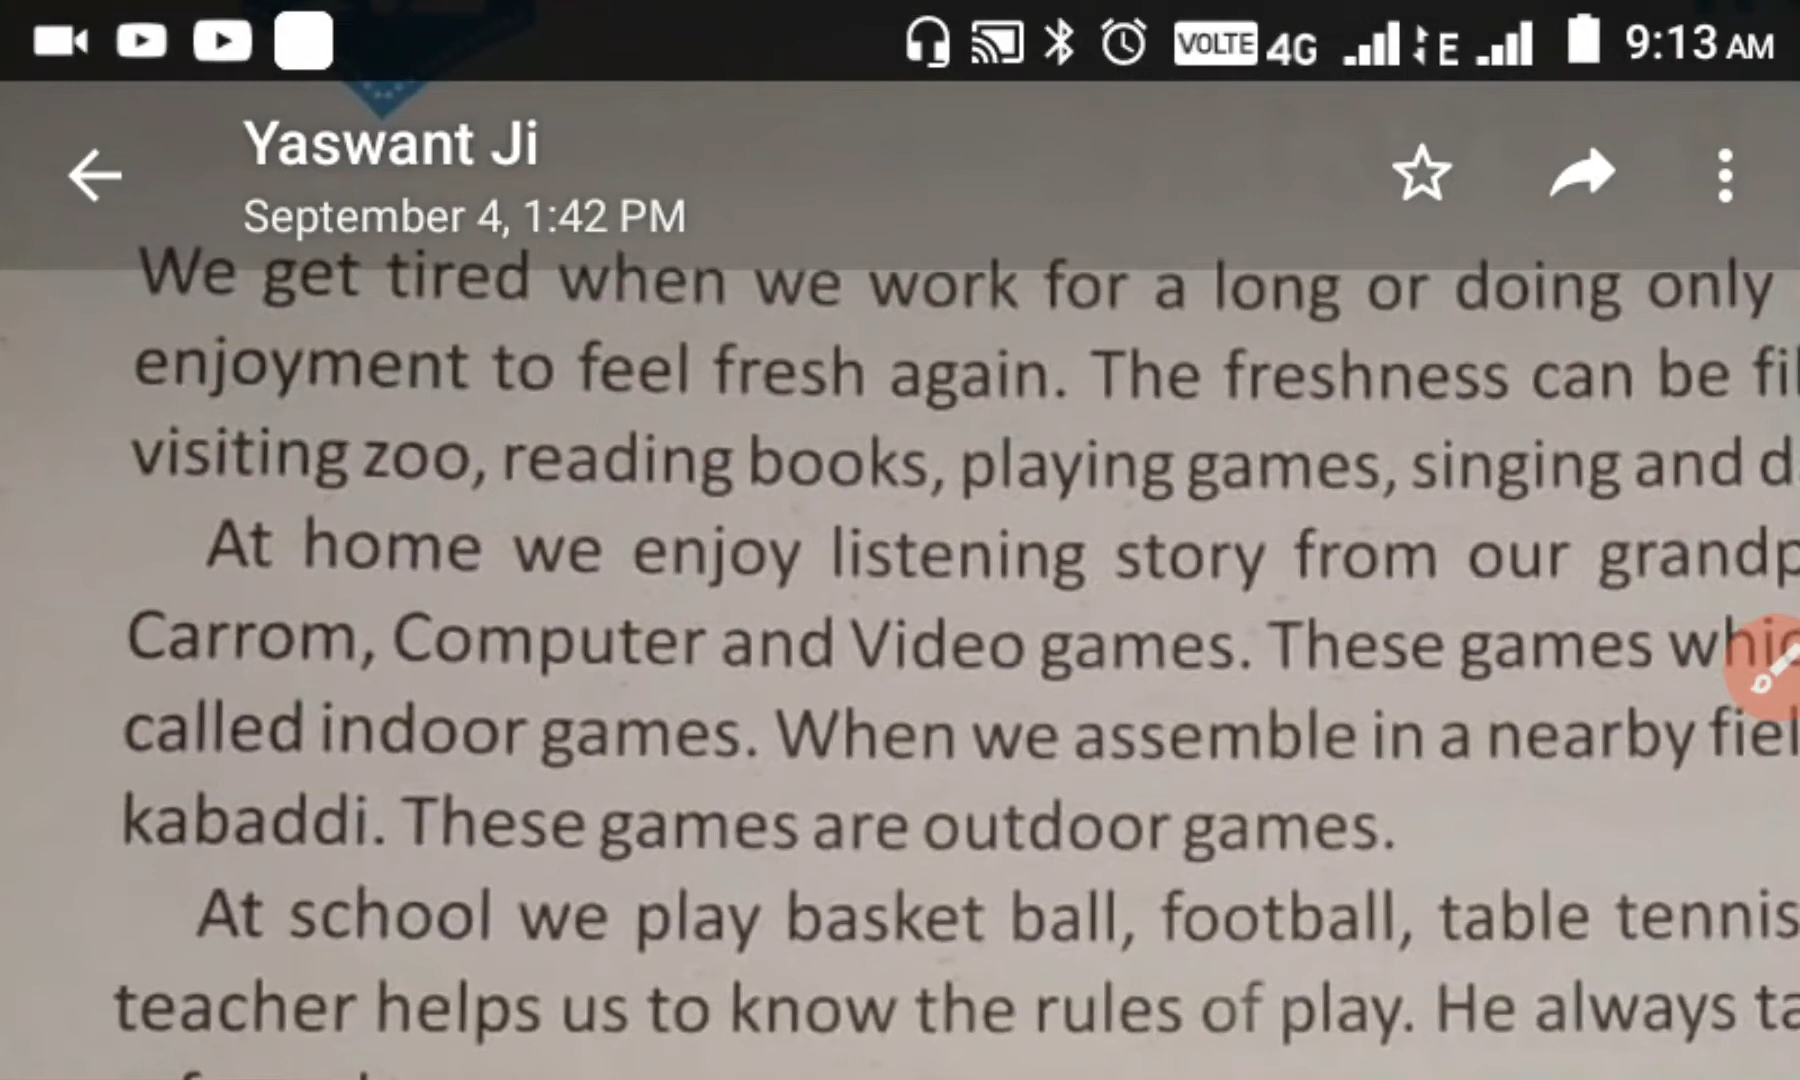 VOLTE 4G E 9:13 AM
Yaswant Ji
September 4, 1:42 PM
We get tired when we work for a long or doing only
enjoyment to feel fresh again. The freshness can be
visiting zoo, reading books, playing games, singing and
At home we enjoy listening story from our
Carrom, Computer and Video games. These games
called indoor games. When we assemble in a nearby
kabaddi. These games are outdoor games.
At school we play basket ball, football, table tennis
teacher helps us to know the rules of play. He always